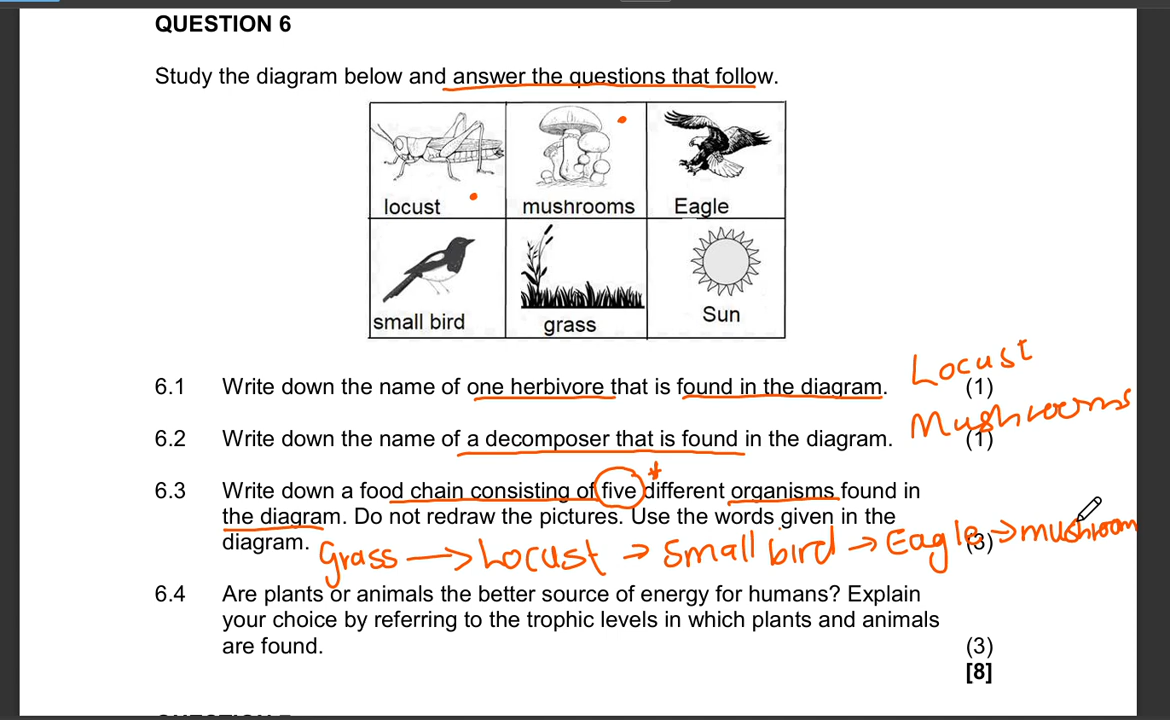 QUESTION 6
Study the diagram below and answer the questions that follow.
locust
mushrooms
Eagle
small bird
grass
Sun
Locust
6.1 Write down the name of one herbivore that is found in the diagram. (1)
Mushrooms
6.2 Write down the name of a decomposer that is found in the diagram. (1)
6.3 Write down a food chain consisting of five different organisms found in
the diagram. Do not redraw the pictures. Use the words given in the
diagram. (3)
Grass → Locust → Small bird → Eagle → mushroom
6.4 Are plants or animals the better source of energy for humans? Explain
your choice by referring to the trophic levels in which plants and animals
are found. (3)
[8]